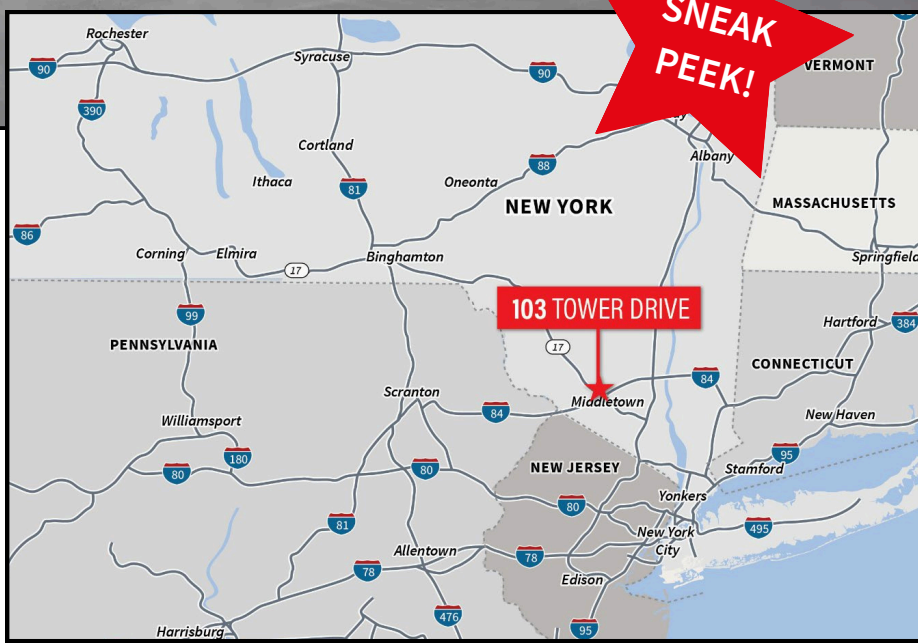 SNEAK
PEEK!
Rochester
90
Syracuse
90
VERMONT
390
Cortland
Albany
88
Ithaca
81
Oneonta
NEW YORK
MASSACHUSETTS
86
Corning
Elmira
Binghamton
Springfield
17
103 TOWER DRIVE
99
Hartford
384
PENNSYLVANIA
17
CONNECTICUT
84
Scranton
Middletown
84
New Haven
Williamsport
180
95
80
80
NEW JERSEY
Stamford
Yonkers
80
81
495
New York
City
Allentown
78
78
Edison
476
95
Harrisburg